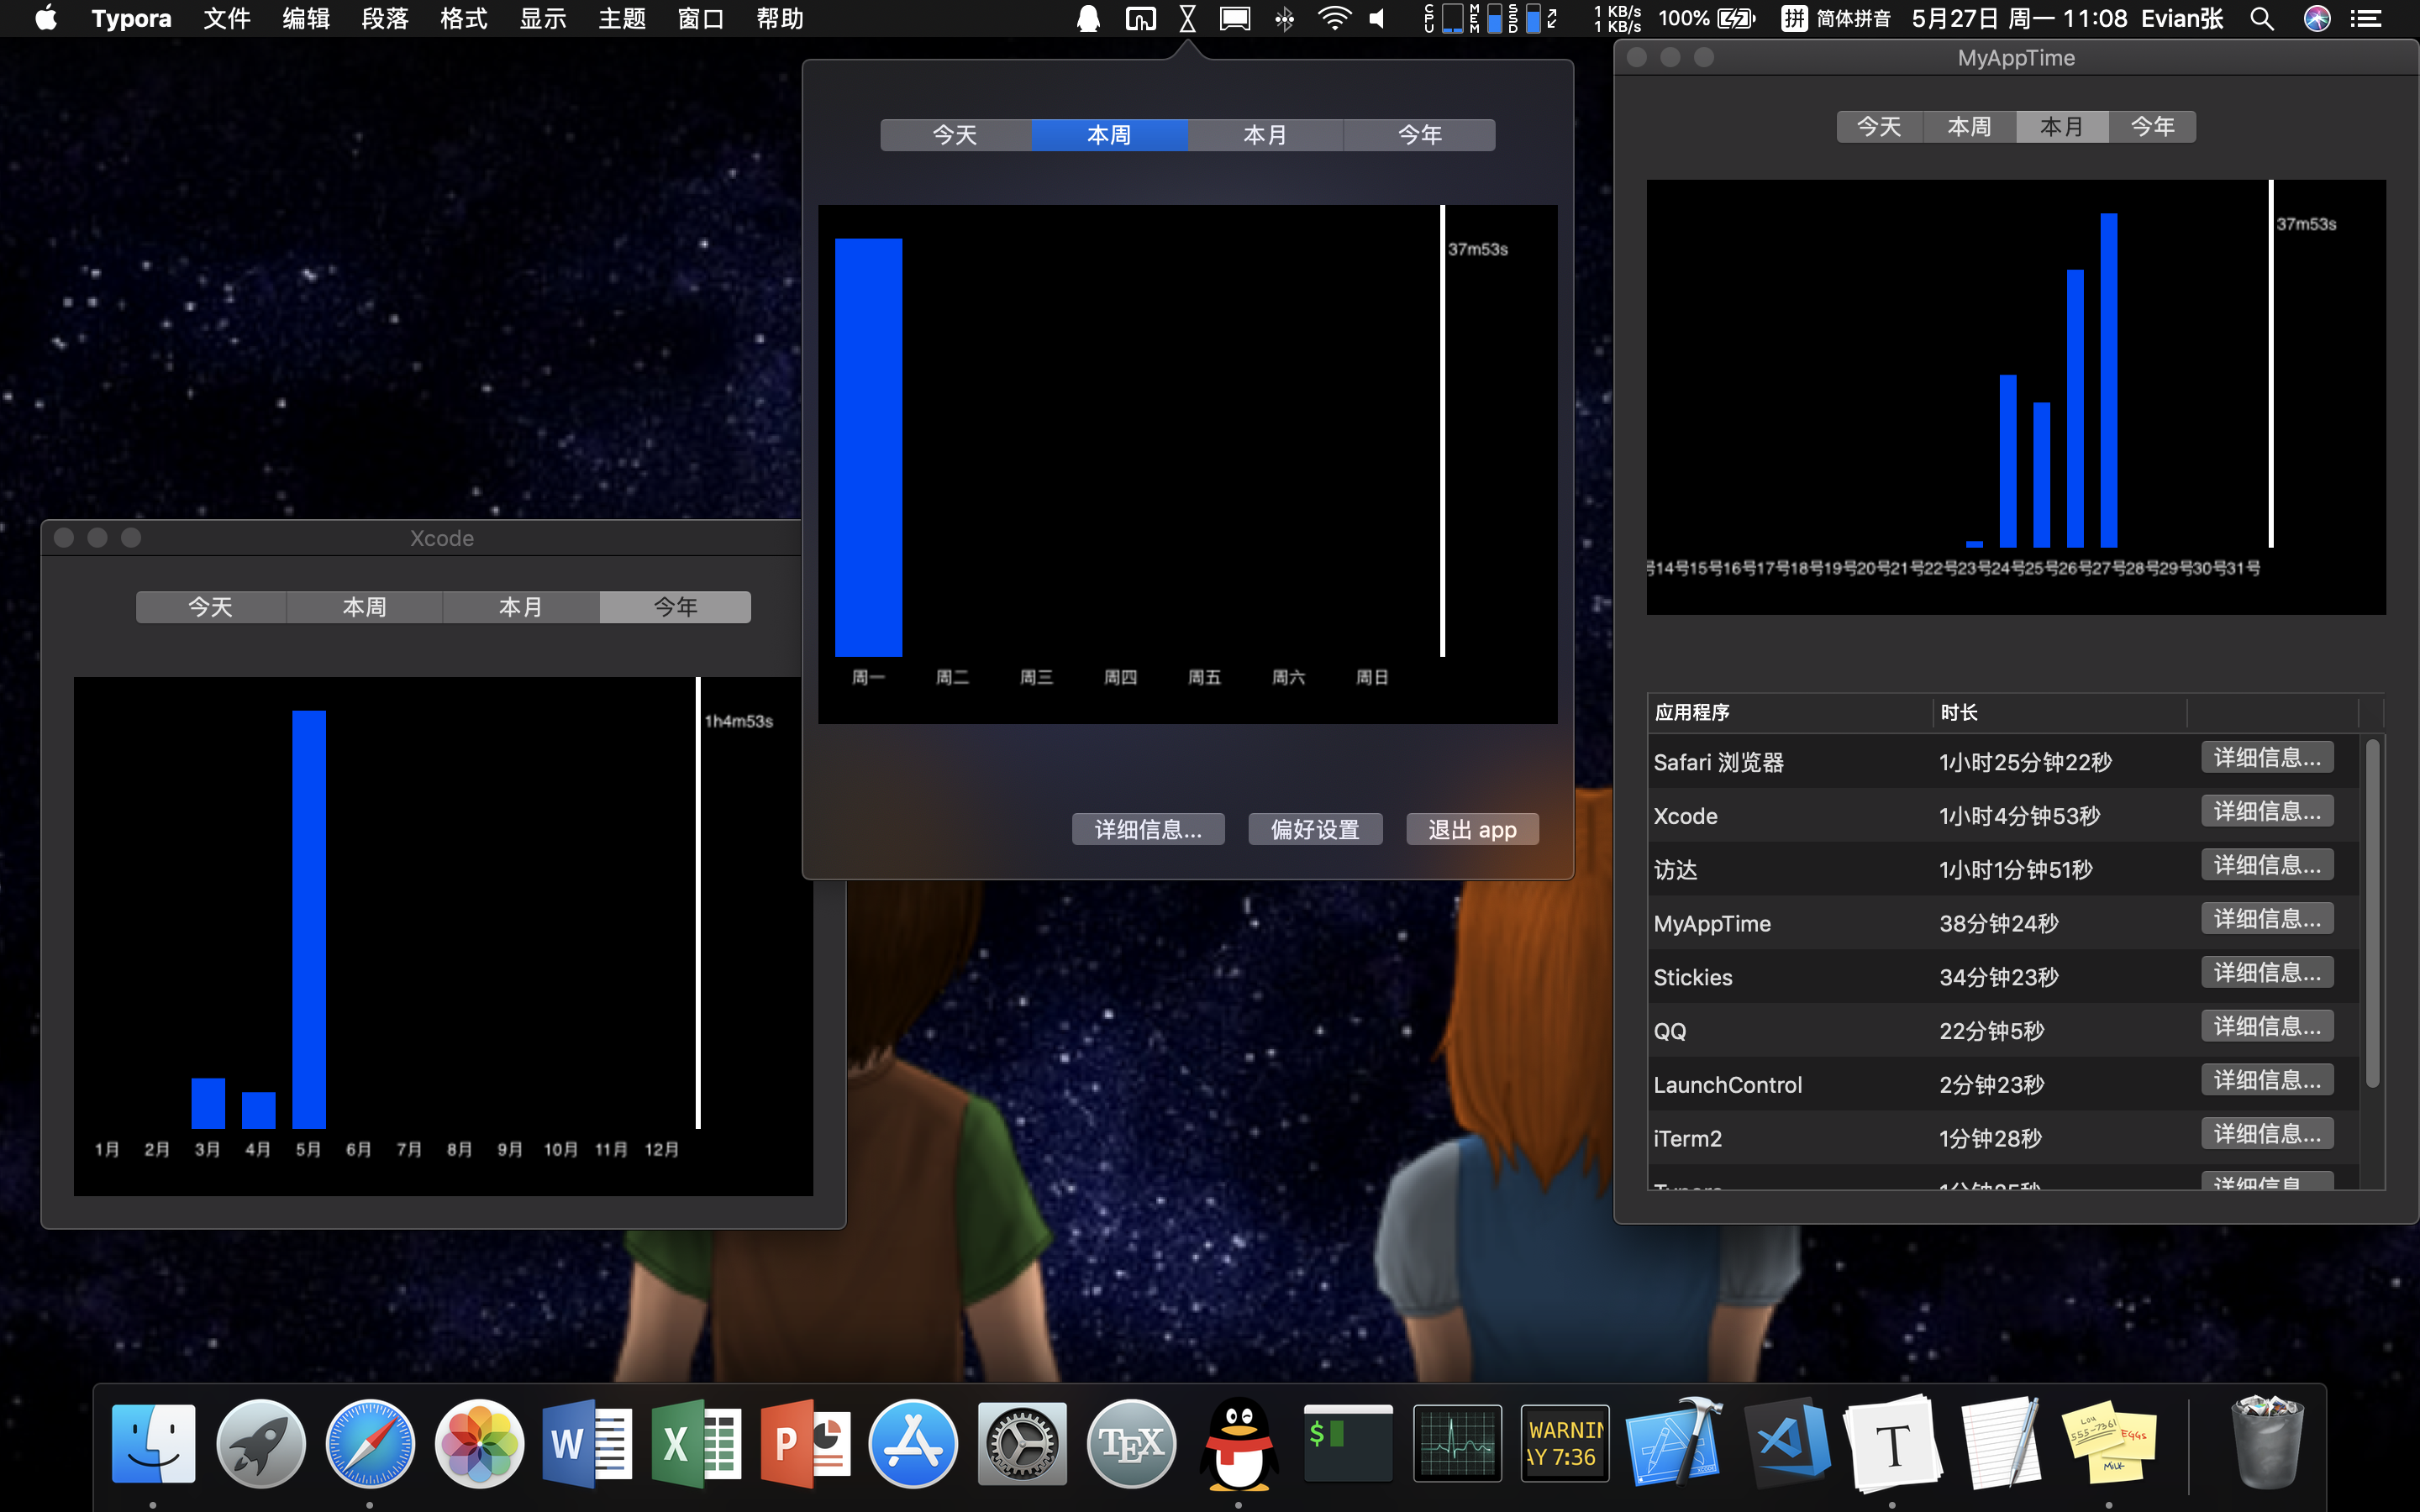 Typora 文件 编辑 段落 格式 显示 主题 窗口 帮助 CPU MEM SSD 1 KB/s 1 KB/s 100% 拼 简体拼音 5月27日 周一 11:08 Evian张
今天 本周 本月 今年
37m53s
周一 周二 周三 周四 周五 周六 周日
详细信息... 偏好设置 退出 app
Xcode
今天 本周 本月 今年
1h4m53s
1月 2月 3月 4月 5月 6月 7月 8月 9月 10月 11月 12月
MyAppTime
今天 本周 本月 今年
37m53s
号14号15号16号17号18号19号20号21号22号23号24号25号26号27号28号29号30号31号
应用程序 时长
Safari 浏览器 1小时25分钟22秒 详细信息...
Xcode 1小时4分钟53秒 详细信息...
访达 1小时1分钟51秒 详细信息...
MyAppTime 38分钟24秒 详细信息...
Stickies 34分钟23秒 详细信息...
QQ 22分钟5秒 详细信息...
LaunchControl 2分钟23秒 详细信息...
iTerm2 1分钟28秒 详细信息...
W X P TEX $ WARNIN
AY 7:36
T
Lou
555-7361
EGGS
MILK